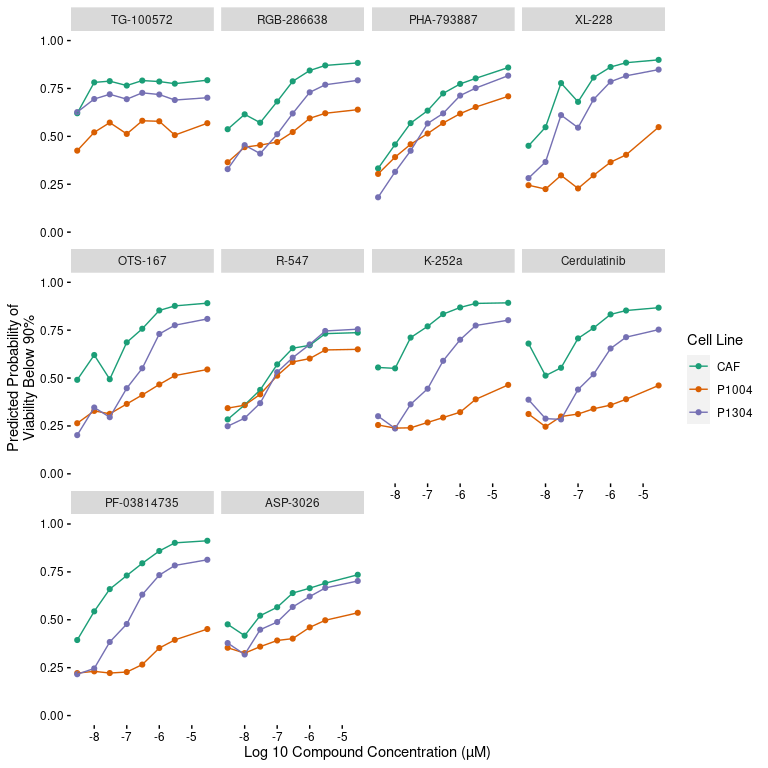 TG-100572 RGB-286638 PHA-793887 XL-228
1.00
0.75
0.50
0.25
0.00
OTS-167 R-547 K-252a Cerdulatinib
1.00
0.75
0.50
0.25
0.00
-8 -7 -6 -5 -8 -7 -6 -5
PF-03814735 ASP-3026
1.00
0.75
0.50
0.25
0.00
-8 -7 -6 -5 -8 -7 -6 -5
Log 10 Compound Concentration (μM)
Predicted Probability of
Viability Below 90%
Cell Line
CAF
P1004
P1304